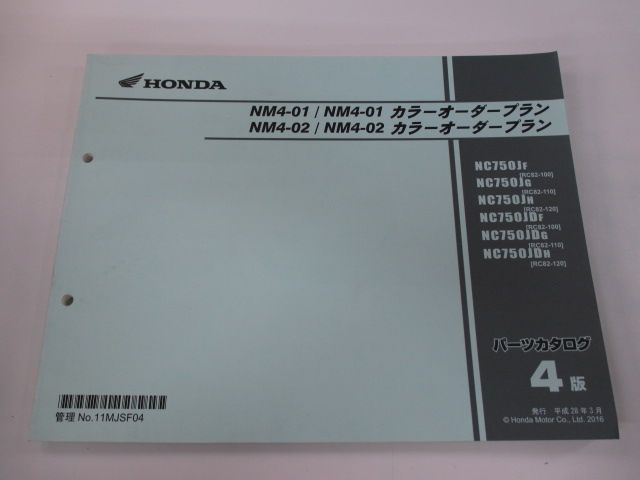 HONDA
NM4-01 / NM4-01 カラーオーダープラン
NM4-02 / NM4-02 カラーオーダープラン
NC750JF
[RC82-100]
NC750JG
[RC82-110]
NC750JH
[RC82-120]
NC750JDF
[RC82-100]
NC750JDG
[RC82-110]
NC750JDH
[RC82-120]
パーツカタログ
4版
発行 平成28年3月
© Honda Motor Co., Ltd. 2016
管理 No.11MJSF04